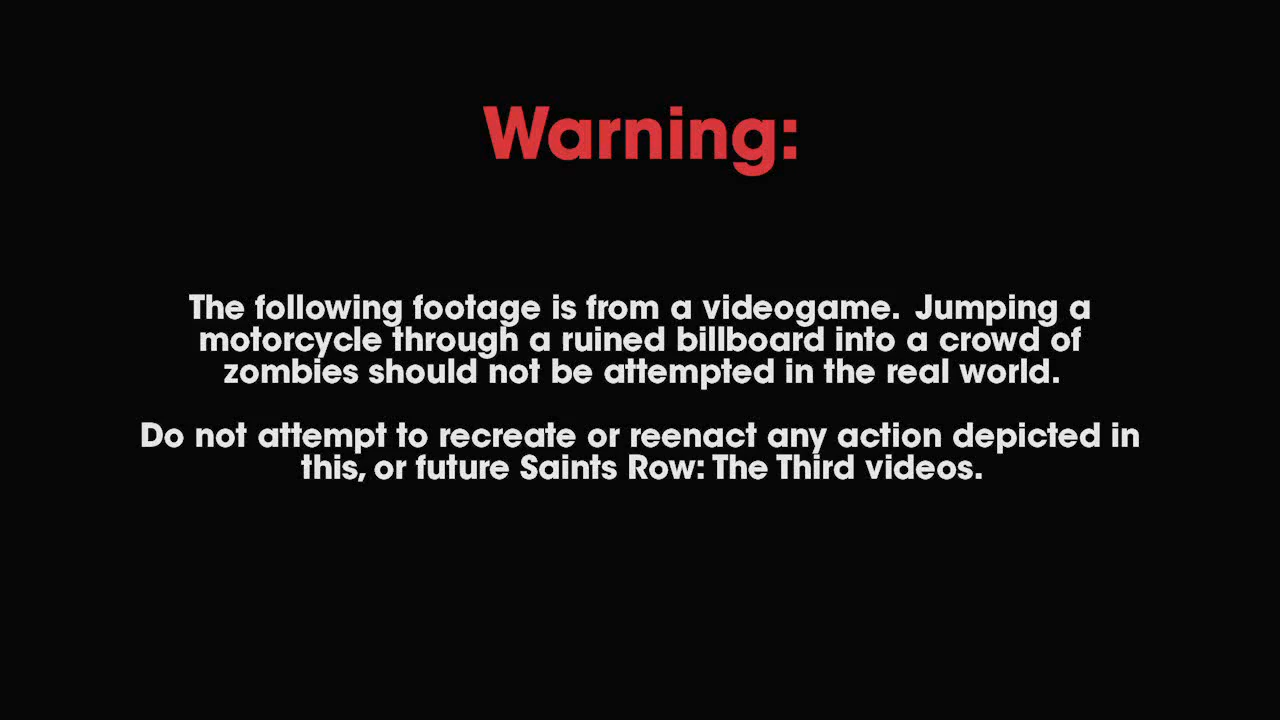 Warning:
The following footage is from a videogame. Jumping a
motorcycle through a ruined billboard into a crowd of
zombies should not be attempted in the real world.
Do not attempt to recreate or reenact any action depicted in
this, or future Saints Row: The Third videos.